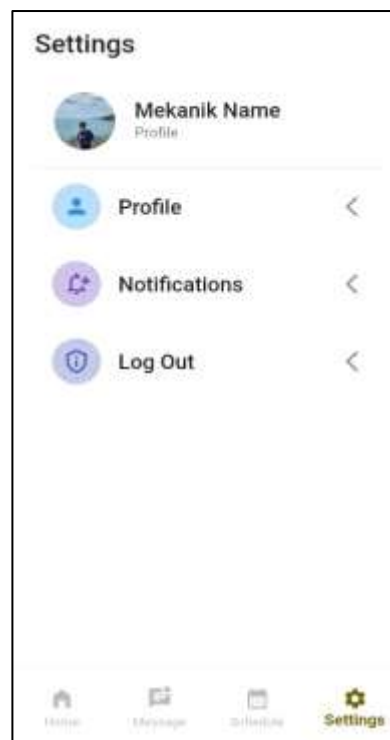 Settings
Mekanik Name
Profile
Profile
Notifications
Log Out
Home
Message
Schedule
Settings